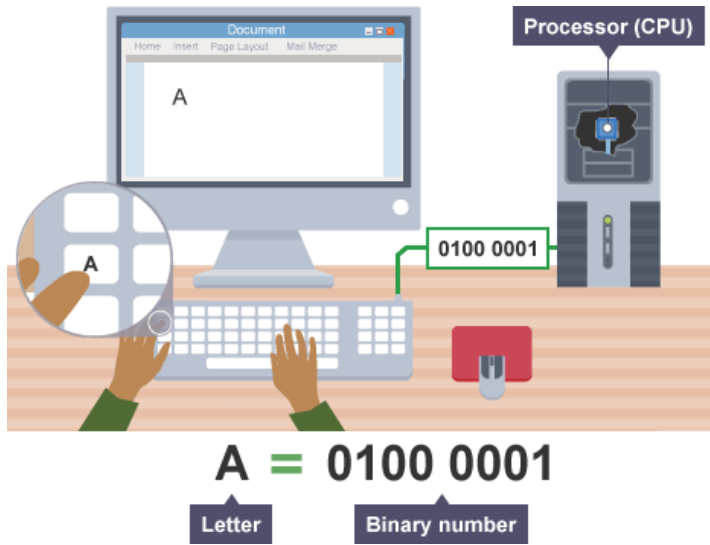 Processor (CPU)
Document
Home Insert Page Layout Mail Merge
A
A
0100 0001
A = 0100 0001
Letter
Binary number